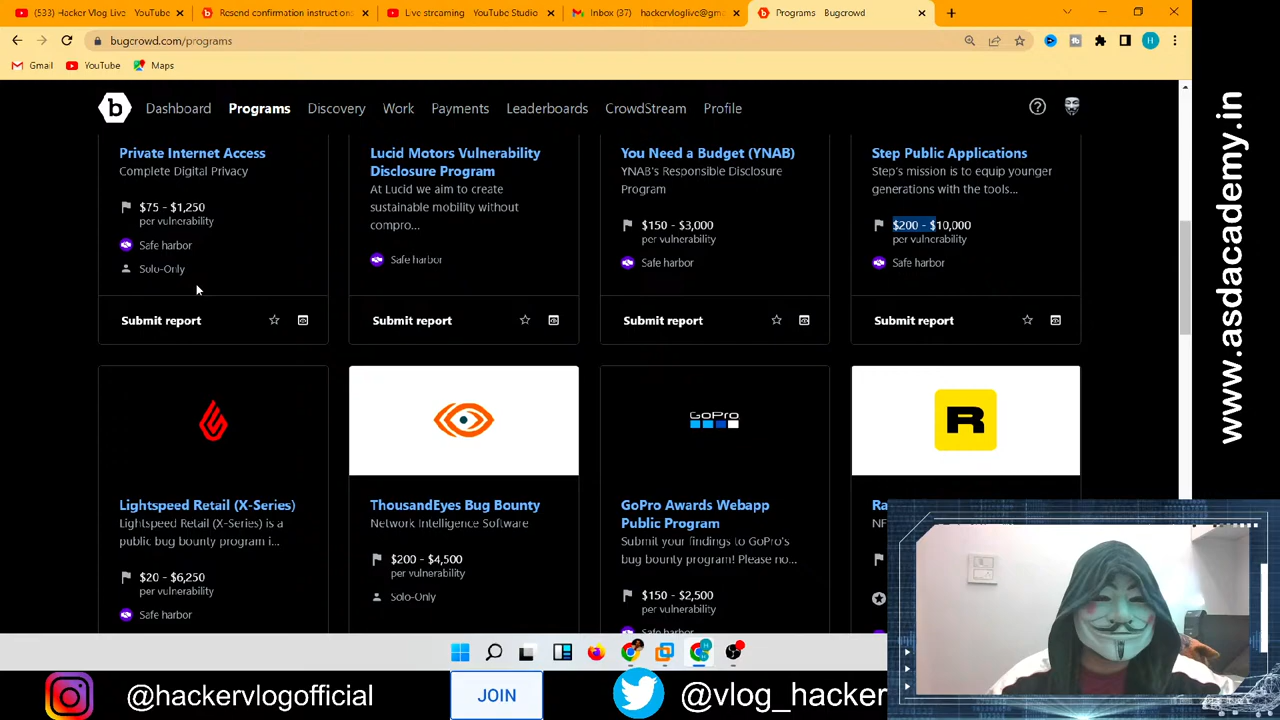 (533) Hacker Vlog Live - YouTube
Resend confirmation instruction
Live streaming - YouTube Studio
Inbox (37) - hackervloglive@gm
Programs - Bugcrowd
bugcrowd.com/programs
H
Gmail
YouTube
Maps
b
Dashboard
Programs
Discovery
Work
Payments
Leaderboards
CrowdStream
Profile
Private Internet Access
Complete Digital Privacy
$75 - $1,250
per vulnerability
Safe harbor
Solo-Only
Submit report
Lucid Motors Vulnerability
Disclosure Program
At Lucid we aim to create
sustainable mobility without
compro...
Safe harbor
Submit report
You Need a Budget (YNAB)
YNAB's Responsible Disclosure
Program
$150 - $3,000
per vulnerability
Safe harbor
Submit report
Step Public Applications
Step's mission is to equip younger
generations with the tools...
$200 - $10,000
per vulnerability
Safe harbor
Submit report
Lightspeed Retail (X-Series)
Lightspeed Retail (X-Series) is a
public bug bounty program i...
$20 - $6,250
per vulnerability
Safe harbor
ThousandEyes Bug Bounty
Network Intelligence Software
$200 - $4,500
per vulnerability
Solo-Only
GoPro
GoPro Awards Webapp
Public Program
Submit your findings to GoPro's
bug bounty program! Please no...
$150 - $2,500
per vulnerability
Safe harbor
R
Ra
NF
www.asdacademy.in
@hackervlogofficial
JOIN
@vlog_hacker